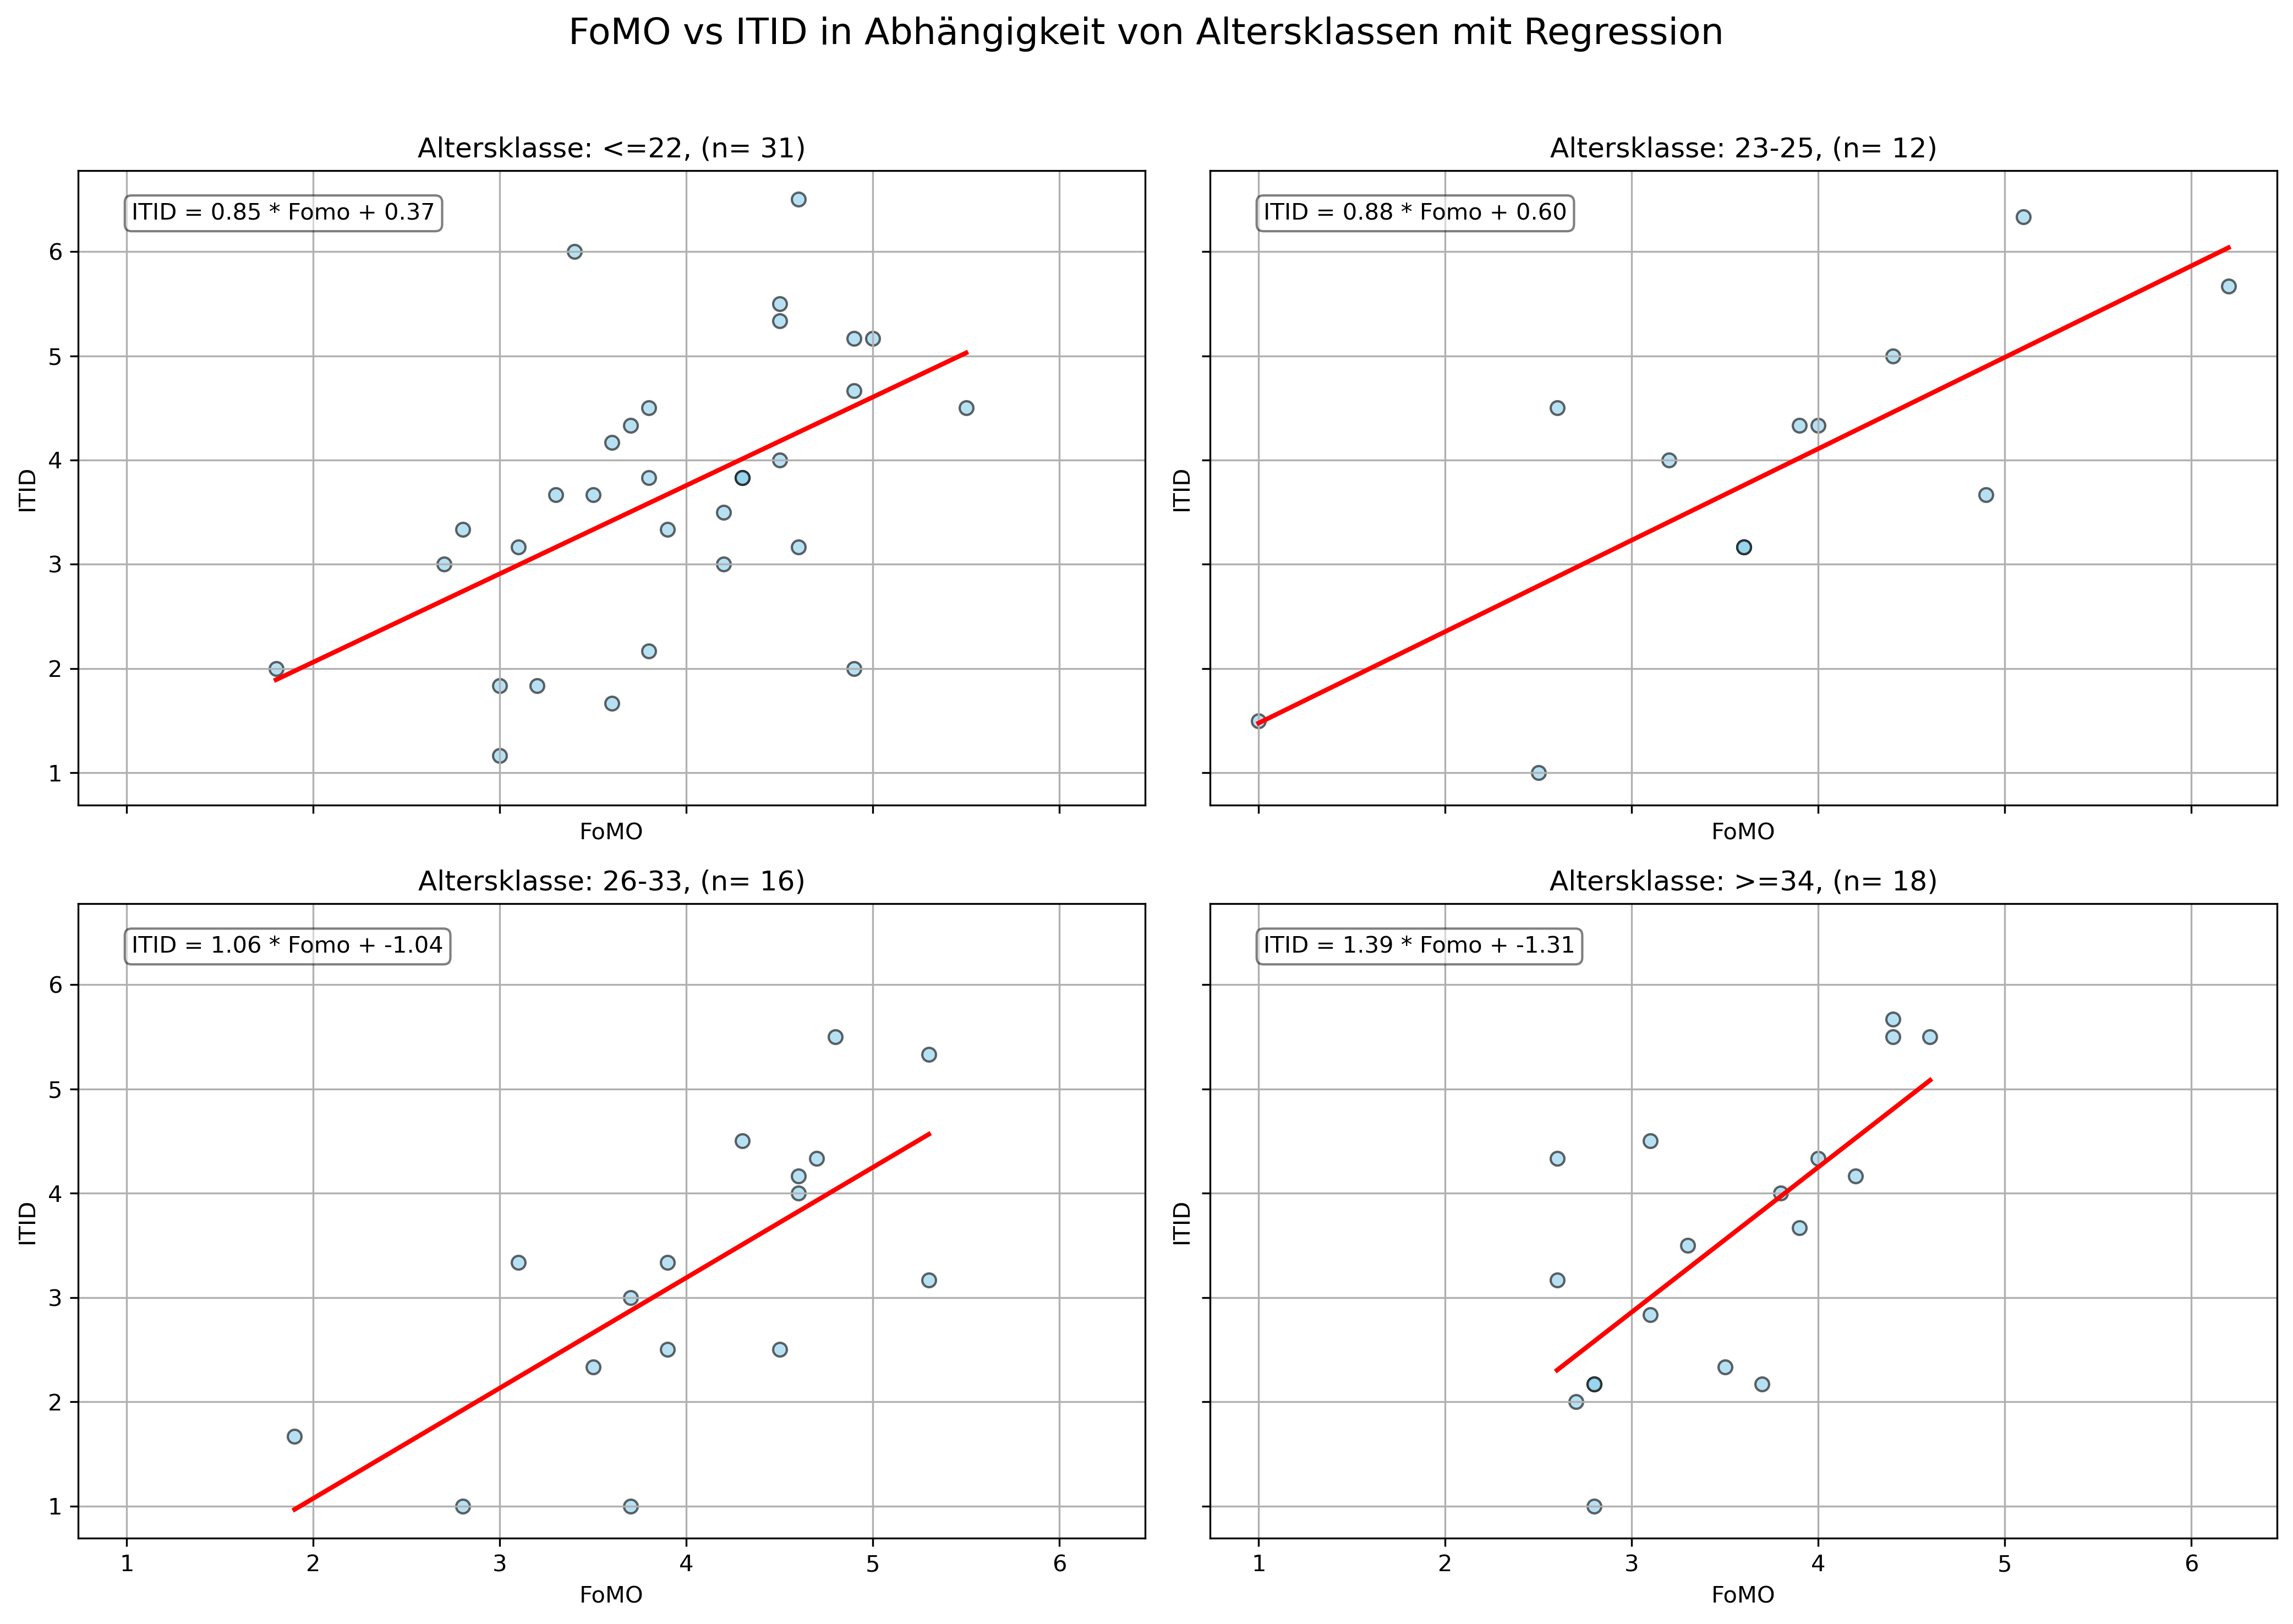 FoMO vs ITID in Abhängigkeit von Altersklassen mit Regression
Altersklasse: <=22, (n= 31)
ITID = 0.85 * Fomo + 0.37
6
5
4
3
2
1
ITID
FoMO
Altersklasse: 23-25, (n= 12)
ITID = 0.88 * Fomo + 0.60
ITID
FoMO
Altersklasse: 26-33, (n= 16)
ITID = 1.06 * Fomo + -1.04
6
5
4
3
2
1
ITID
1 2 3 4 5 6
FoMO
Altersklasse: >=34, (n= 18)
ITID = 1.39 * Fomo + -1.31
ITID
1 2 3 4 5 6
FoMO